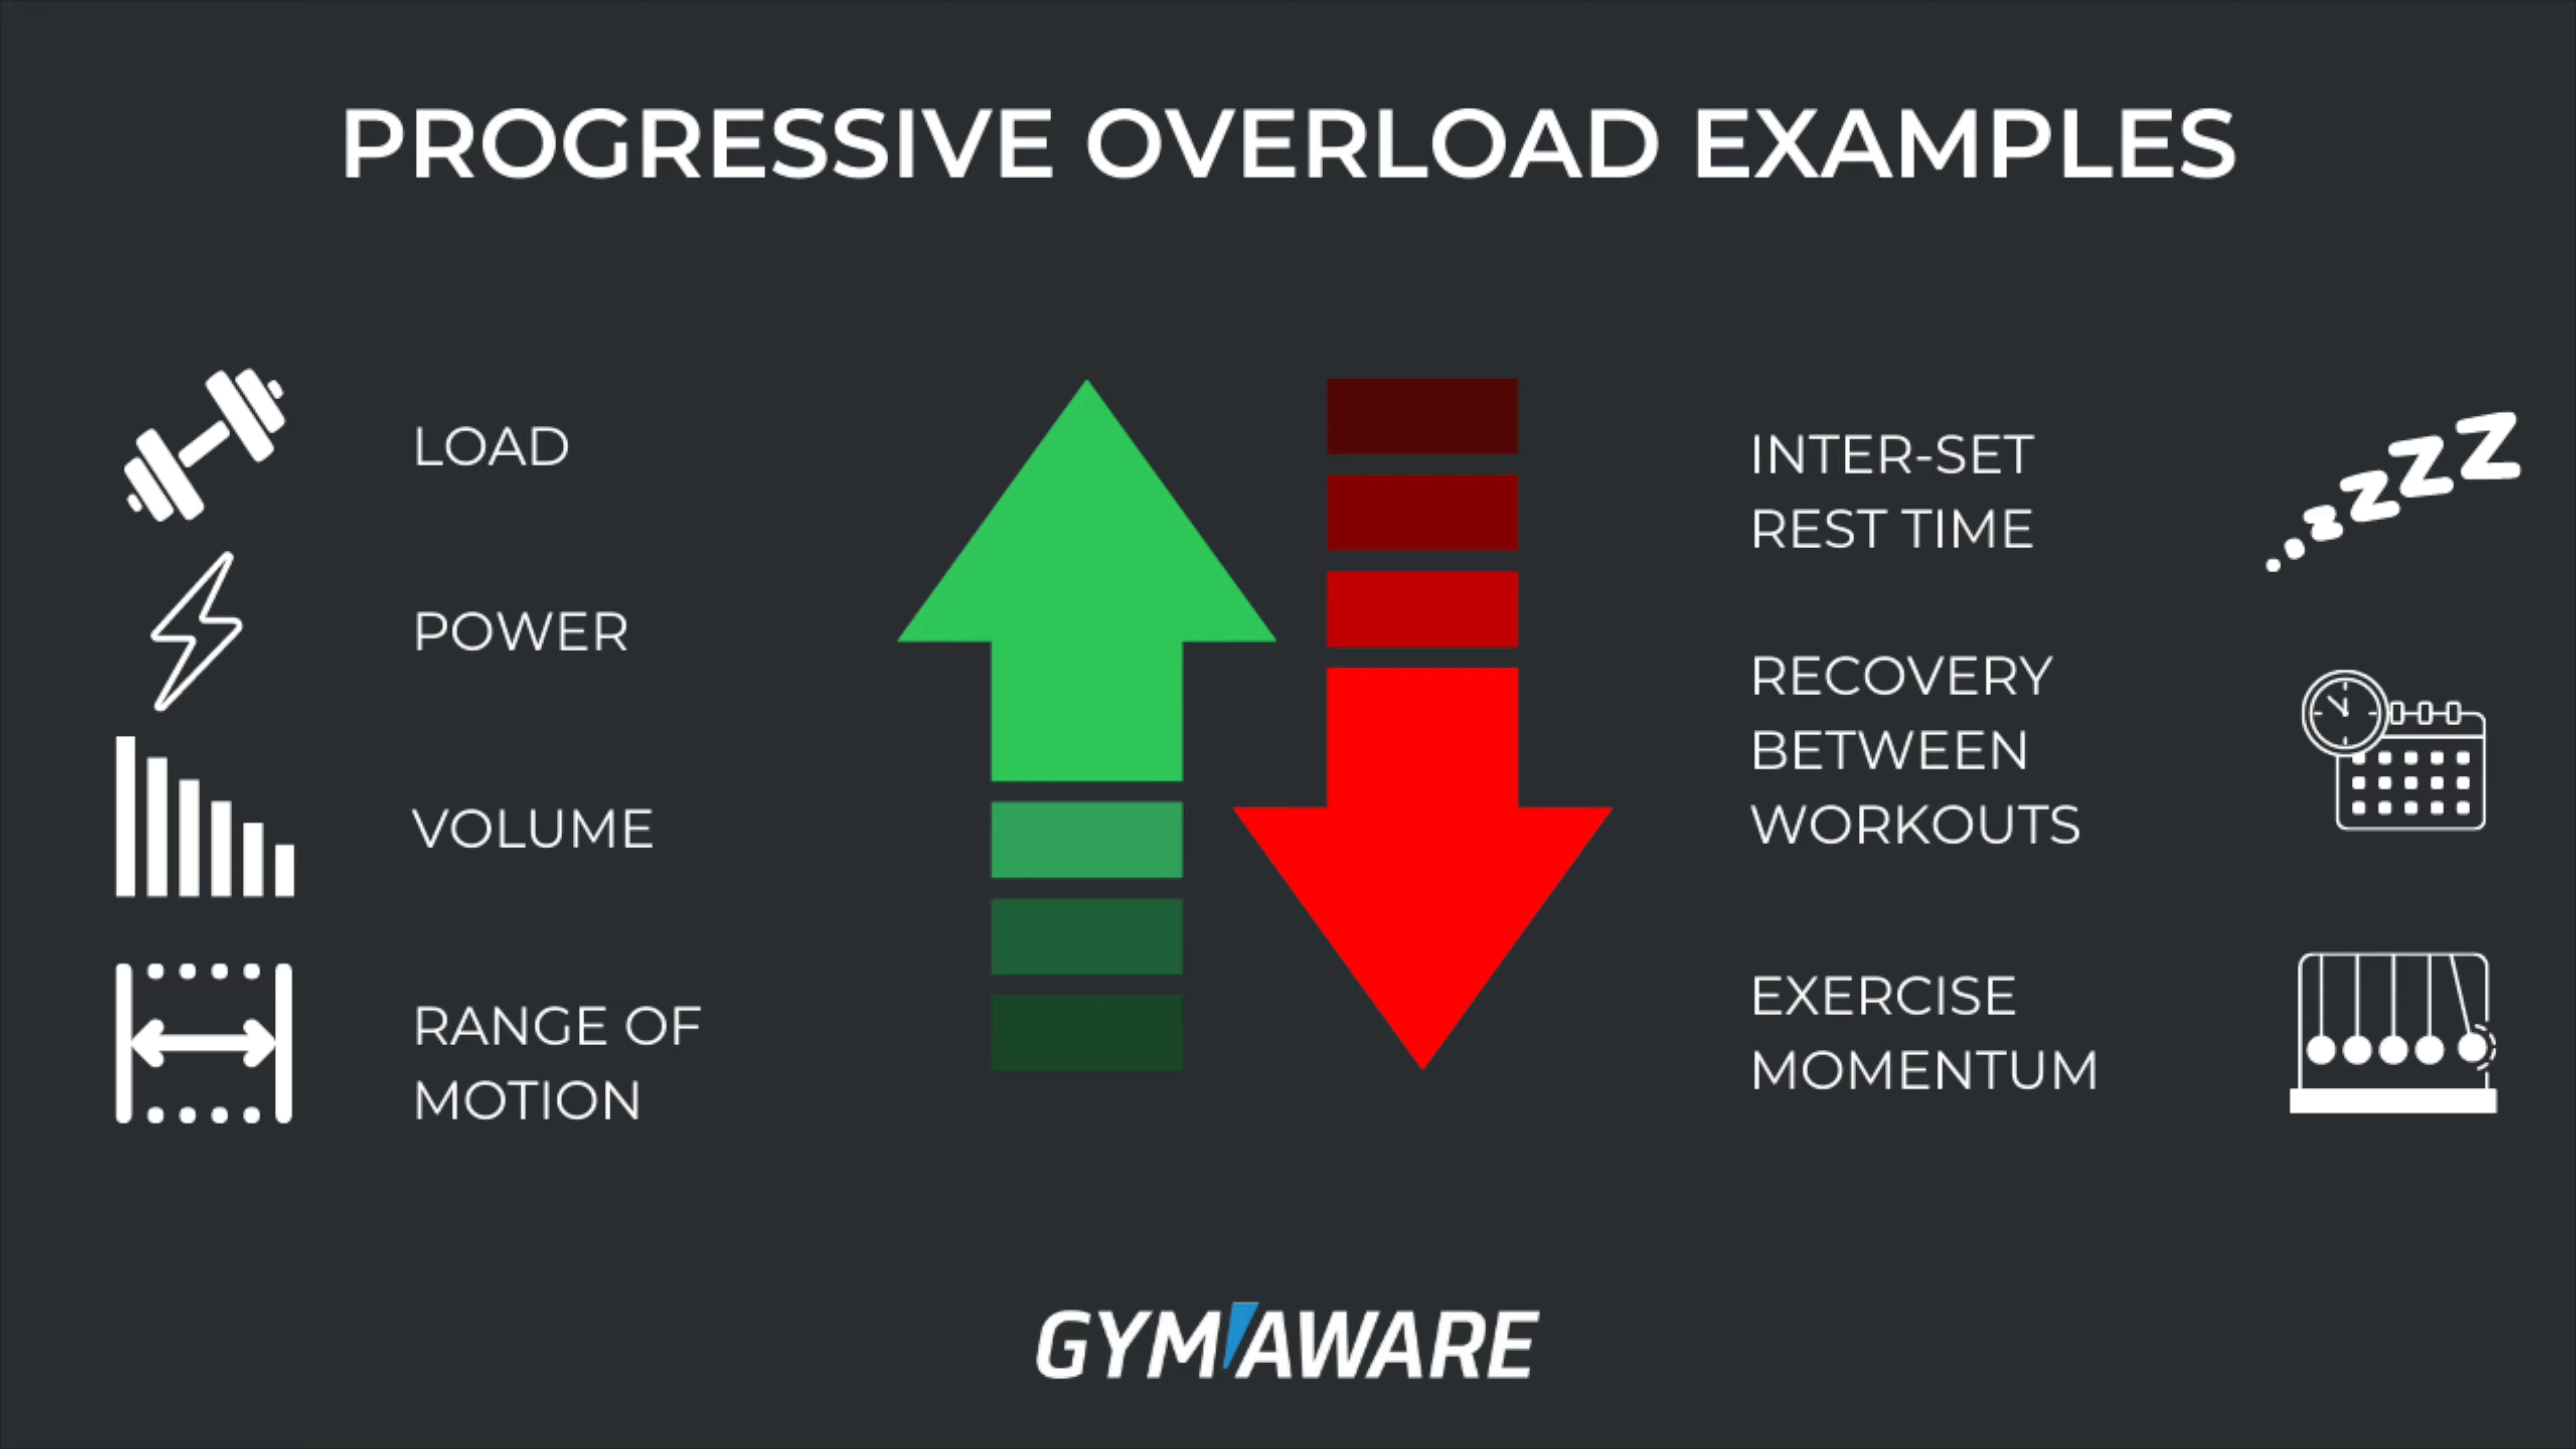 PROGRESSIVE OVERLOAD EXAMPLES
LOAD
POWER
VOLUME
RANGE OF
MOTION
INTER-SET
REST TIME
RECOVERY
BETWEEN
WORKOUTS
EXERCISE
MOMENTUM
GYMAWARE